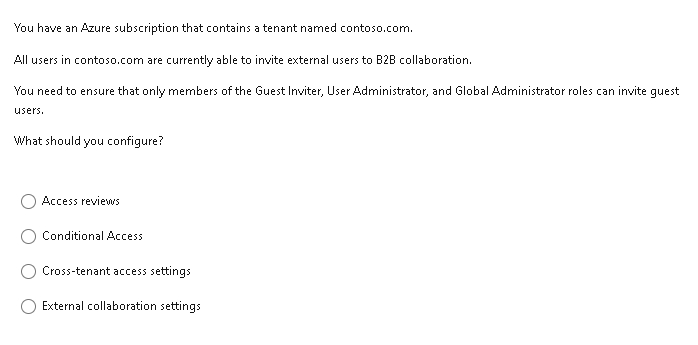 You have an Azure subscription that contains a tenant named contoso.com.
All users in contoso.com are currently able to invite external users to B2B collaboration.
You need to ensure that only members of the Guest Inviter, User Administrator, and Global Administrator roles can invite guest
users.
What should you configure?
Access reviews
Conditional Access
Cross-tenant access settings
External collaboration settings